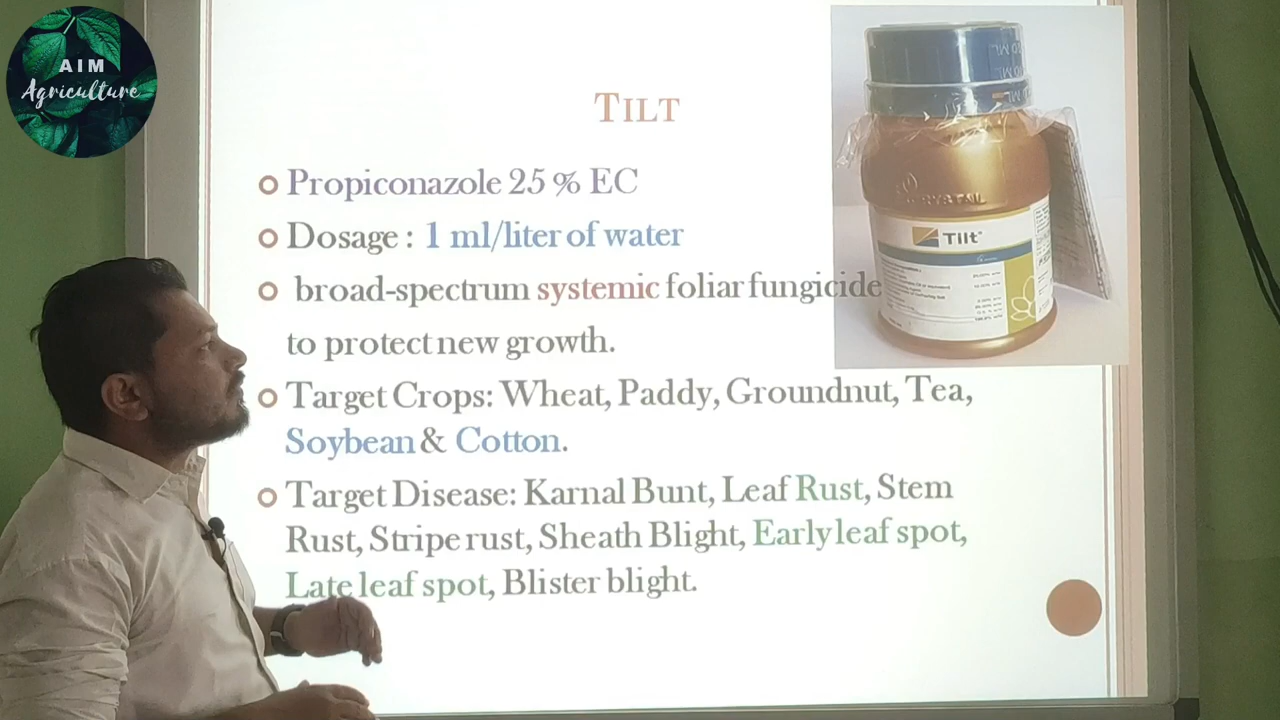 AIM
Agriculture
TILT
Propiconazole 25 % EC
Dosage : 1 ml/liter of water
broad-spectrum systemic foliar fungicide
to protect new growth.
Target Crops: Wheat, Paddy, Groundnut, Tea,
Soybean & Cotton.
Target Disease: Karnal Bunt, Leaf Rust, Stem
Rust, Stripe rust, Sheath Blight, Early leaf spot,
Late leaf spot, Blister blight.
CRYSTAL
Tilt